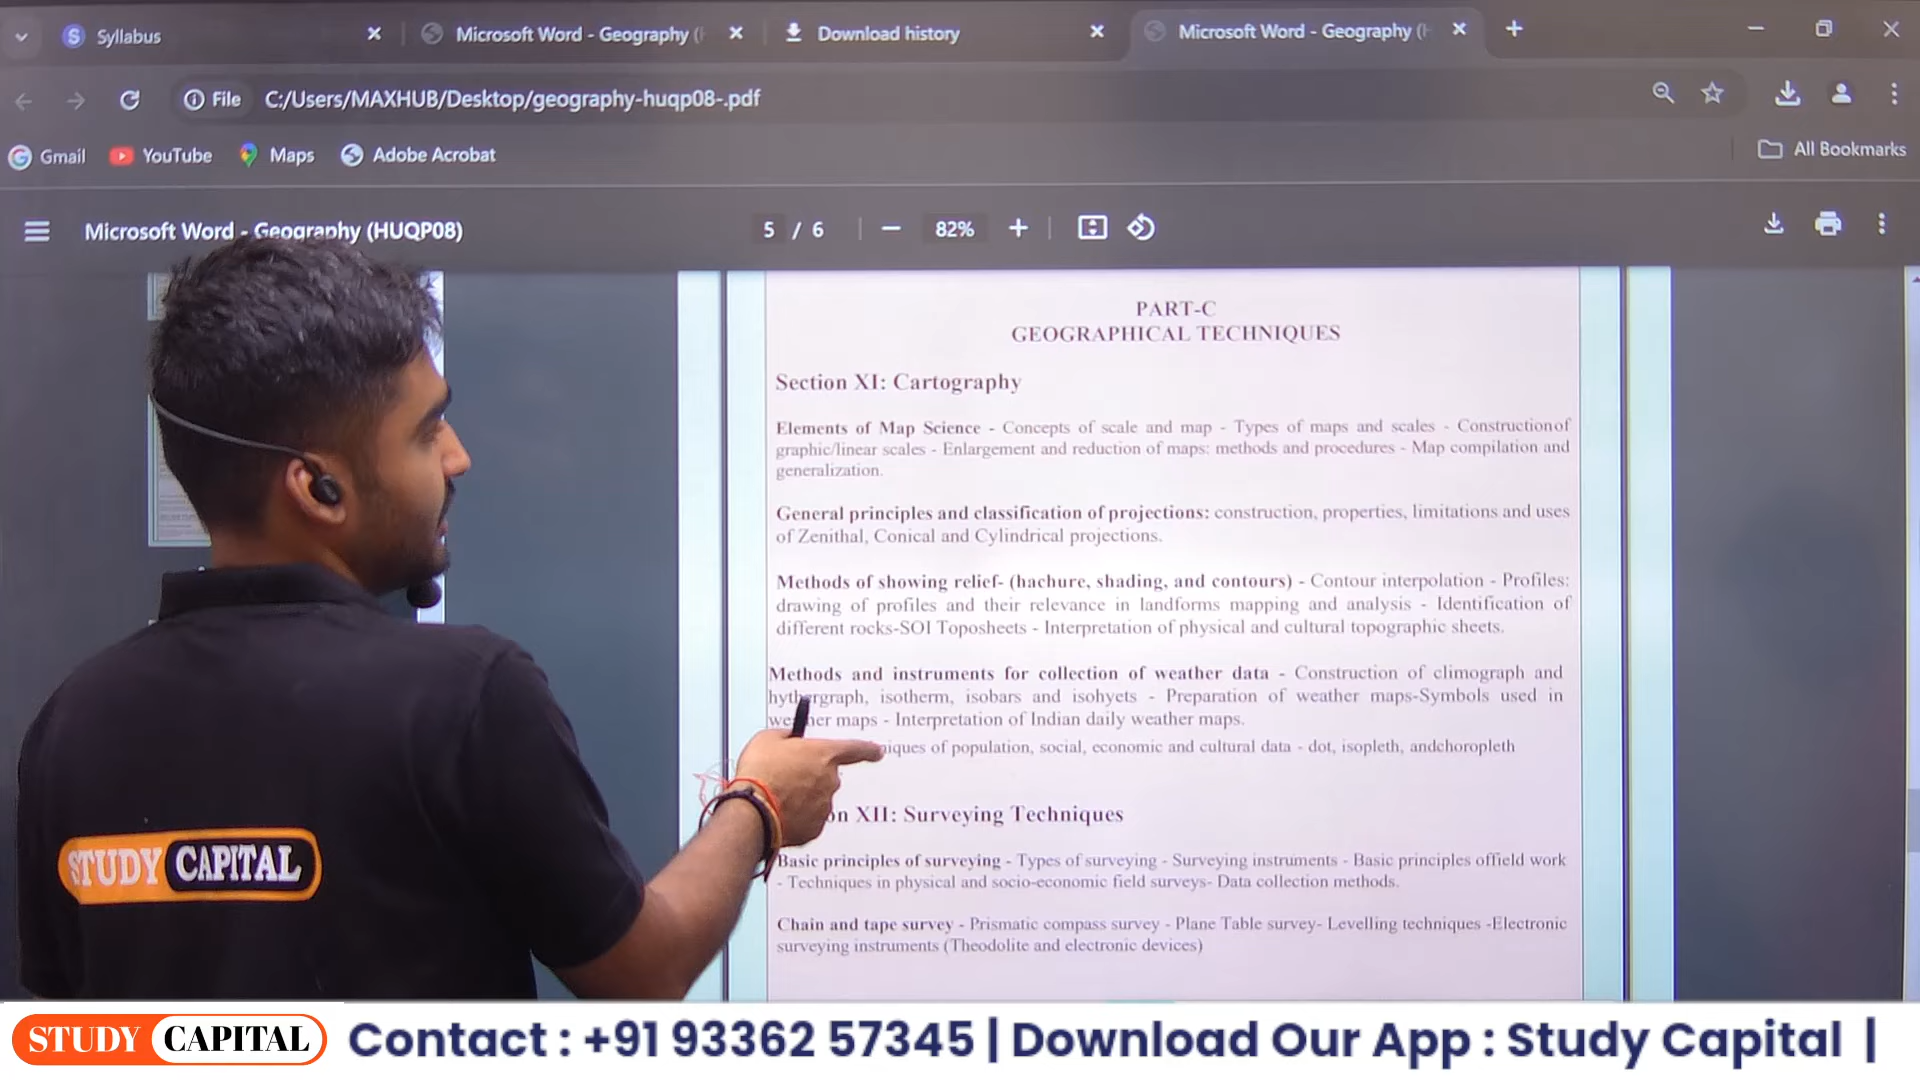 Syllabus
Microsoft Word - Geography (
Download history
Microsoft Word - Geography (
File C:/Users/MAXHUB/Desktop/geography-huqp08-.pdf
Gmail YouTube Maps Adobe Acrobat
All Bookmarks
Microsoft Word - Geography (HUQP08)
5 / 6
82%
PART-C
GEOGRAPHICAL TECHNIQUES
Section XI: Cartography
Elements of Map Science - Concepts of scale and map - Types of maps and scales - Constructionof
graphic/linear scales - Enlargement and reduction of maps: methods and procedures - Map compilation and
generalization.
General principles and classification of projections: construction, properties, limitations and uses
of Zenithal, Conical and Cylindrical projections.
Methods of showing relief- (hachure, shading, and contours) - Contour interpolation - Profiles:
drawing of profiles and their relevance in landforms mapping and analysis - Identification of
different rocks-SOI Toposheets - Interpretation of physical and cultural topographic sheets.
Methods and instruments for collection of weather data - Construction of climograph and
hythergraph, isotherm, isobars and isohyets - Preparation of weather maps-Symbols used in
weather maps - Interpretation of Indian daily weather maps.
of population, social, economic and cultural data - dot, isopleth, andchoropleth
XII: Surveying Techniques
Basic principles of surveying - Types of surveying - Surveying instruments - Basic principles offield work
- Techniques in physical and socio-economic field surveys- Data collection methods.
Chain and tape survey - Prismatic compass survey - Plane Table survey- Levelling techniques -Electronic
surveying instruments (Theodolite and electronic devices)
STUDY CAPITAL
STUDY CAPITAL Contact : +91 93362 57345 | Download Our App : Study Capital |